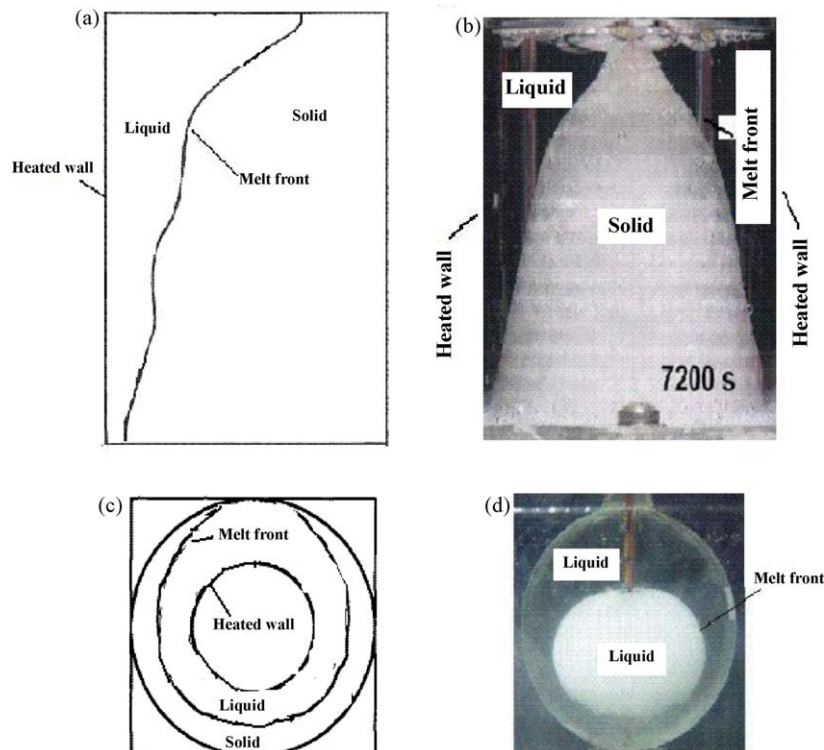 (a)
Liquid
Solid
Heated wall
Melt front
(b)
Liquid
Melt front
Heated wall
Solid
Heated wall
7200 s
(c)
Melt front
Heated wall
Liquid
Solid
(d)
Liquid
Melt front
Liquid